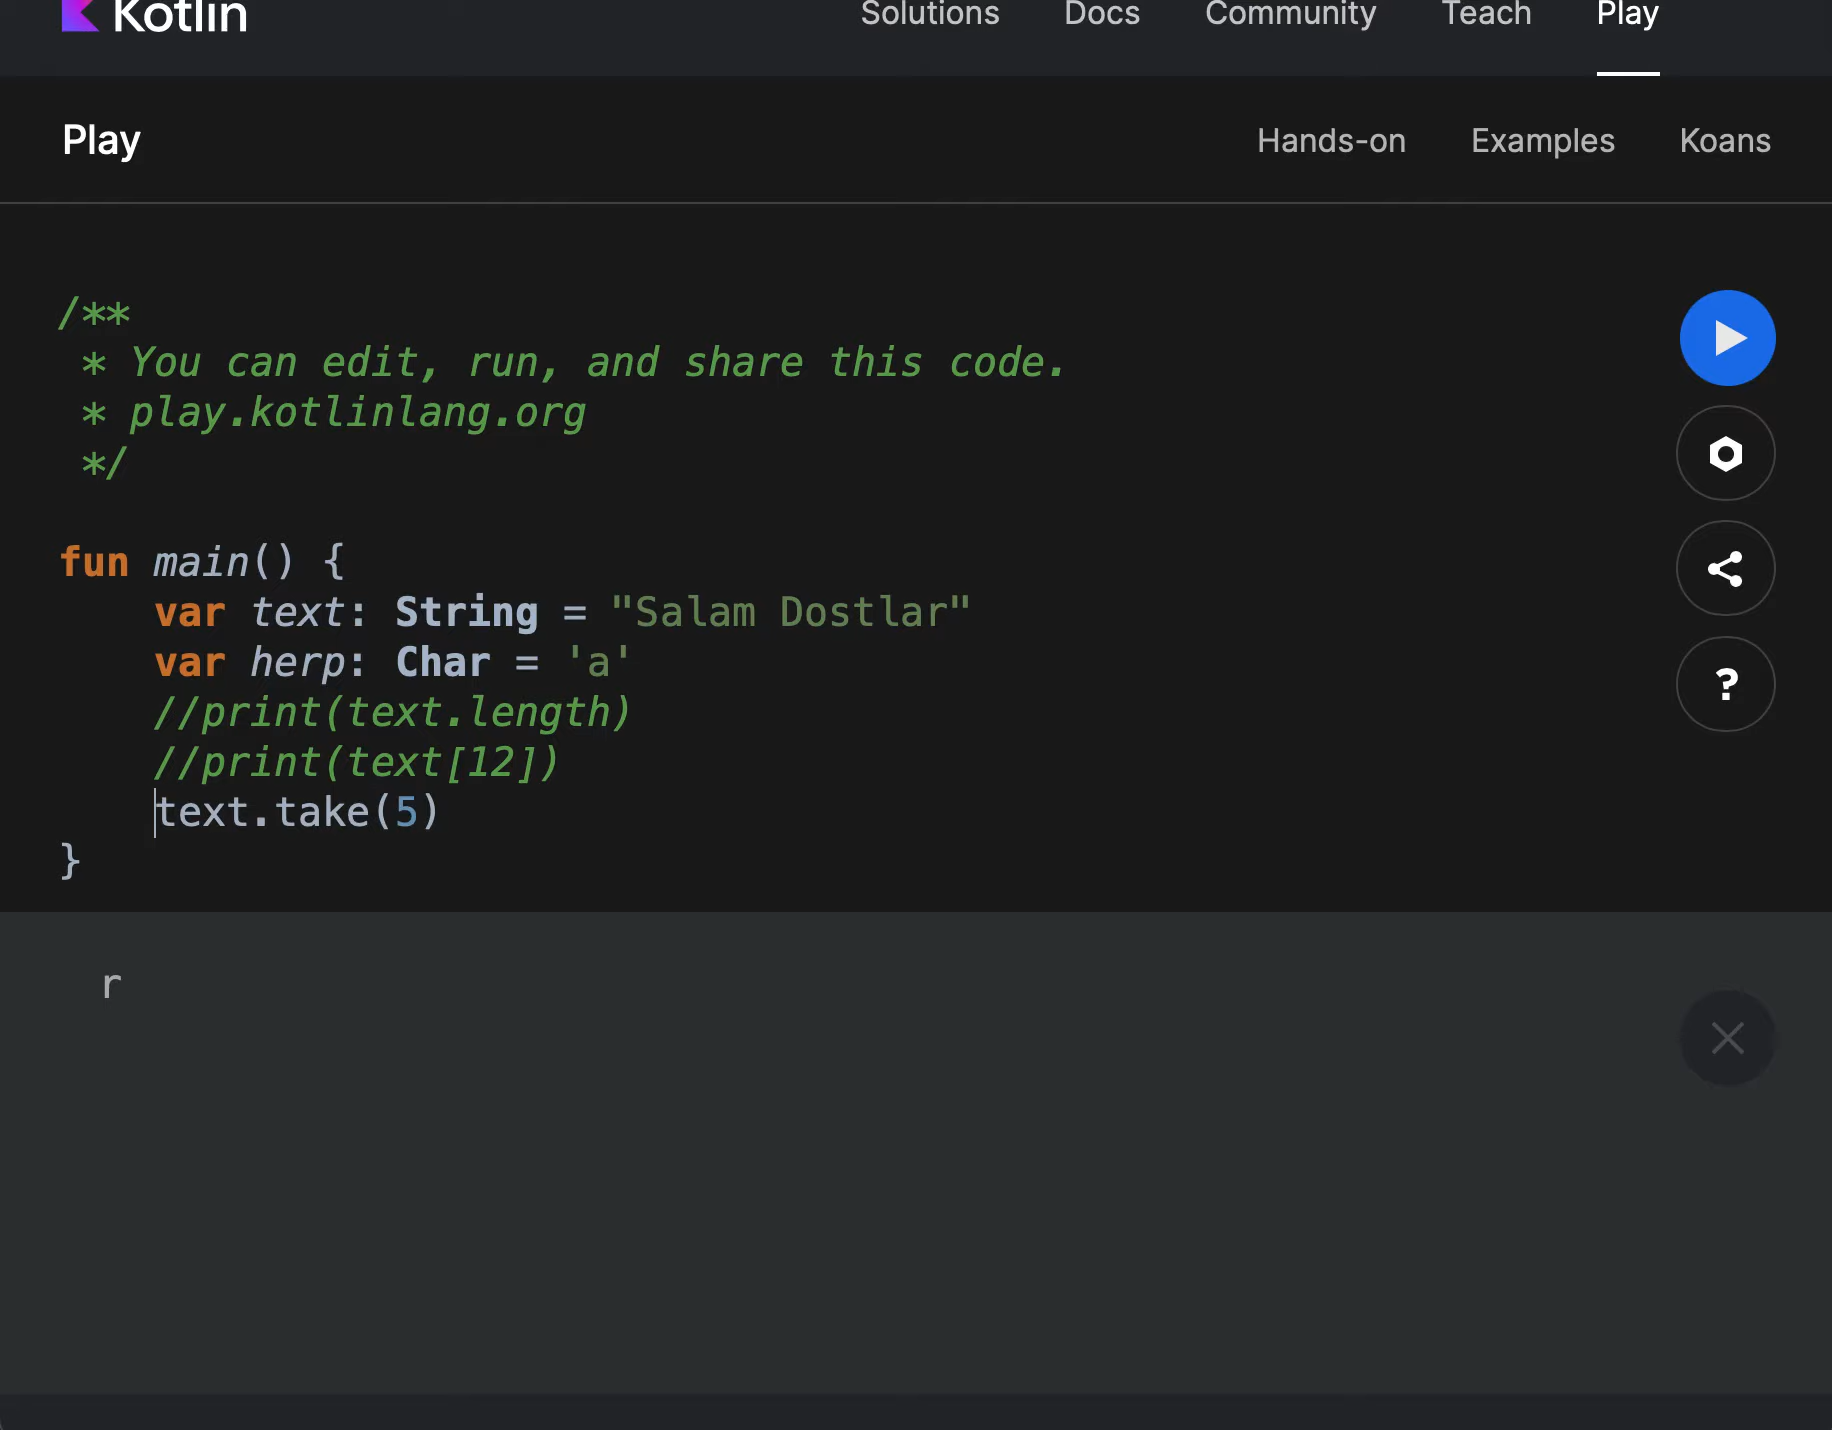 Kotlin Solutions Docs Community Teach Play
Play Hands-on Examples Koans
/**
* You can edit, run, and share this code.
* play.kotlinlang.org
*/
fun main() {
var text: String = "Salam Dostlar"
var herp: Char = 'a'
//print(text.length)
//print(text[12])
text.take(5)
}
?
r